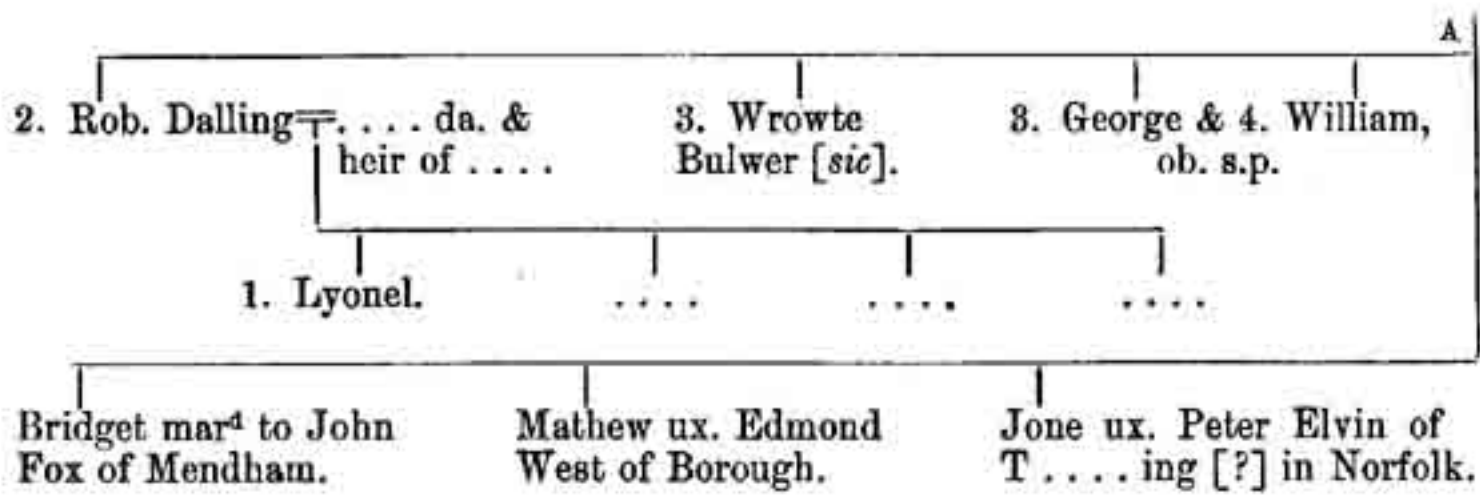 A
2. Rob. Dalling=. . . . da. & 3. Wrowte 3. George & 4. William,
heir of . . . . Bulwer [sic]. ob. s.p.
1. Lyonel. . . . . . . . . . . . .
Bridget marᵈ to John Mathew ux. Edmond Jone ux. Peter Elvin of
Fox of Mendham. West of Borough. T . . . . ing [?] in Norfolk.